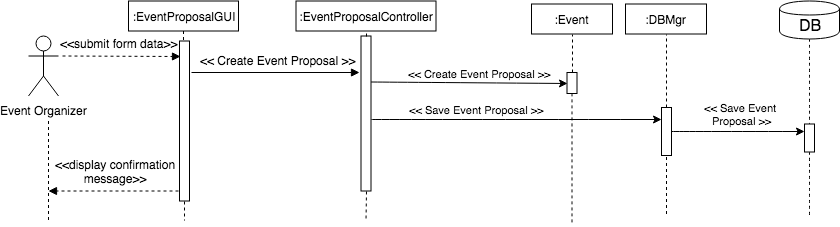 :EventProposalGUI
:EventProposalController
:Event
:DBMgr
DB
<<submit form data>>
<< Create Event Proposal >>
<< Create Event Proposal >>
Event Organizer
<< Save Event Proposal >>
<< Save Event
Proposal >>
<<display confirmation
message>>